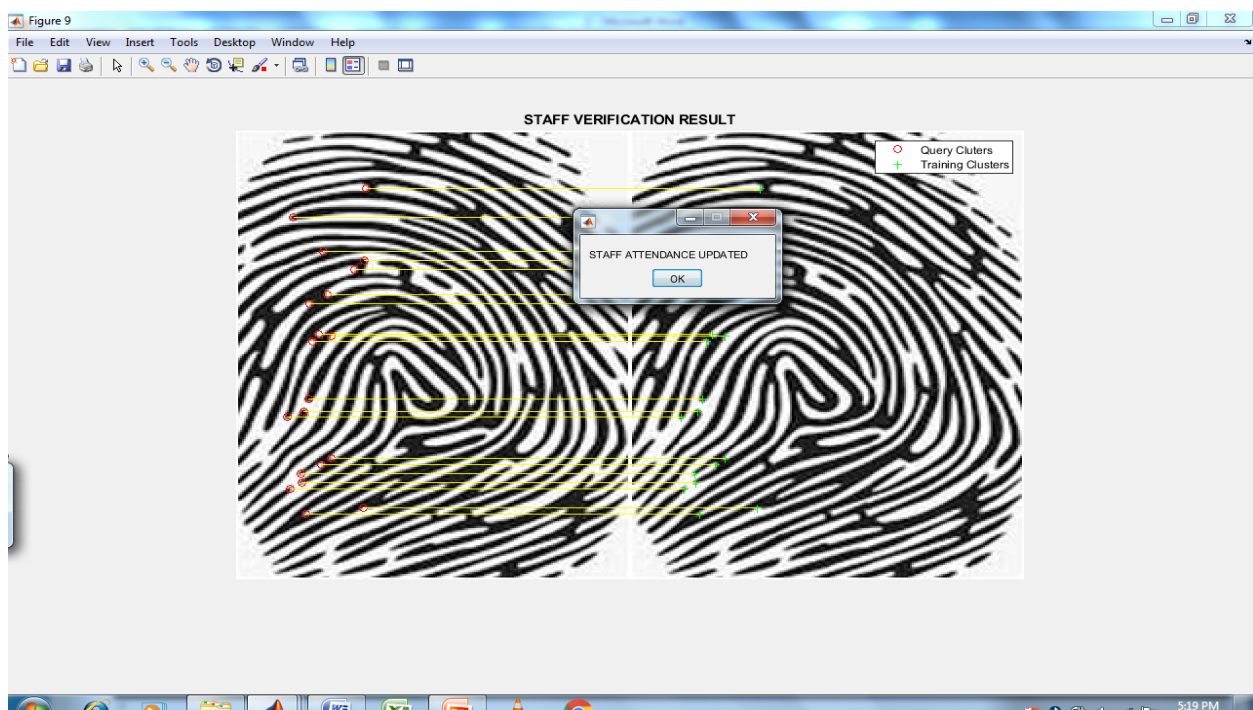 Figure 9
File Edit View Insert Tools Desktop Window Help
STAFF VERIFICATION RESULT
Query Cluters
Training Clusters
STAFF ATTENDANCE UPDATED
OK
5:19 PM